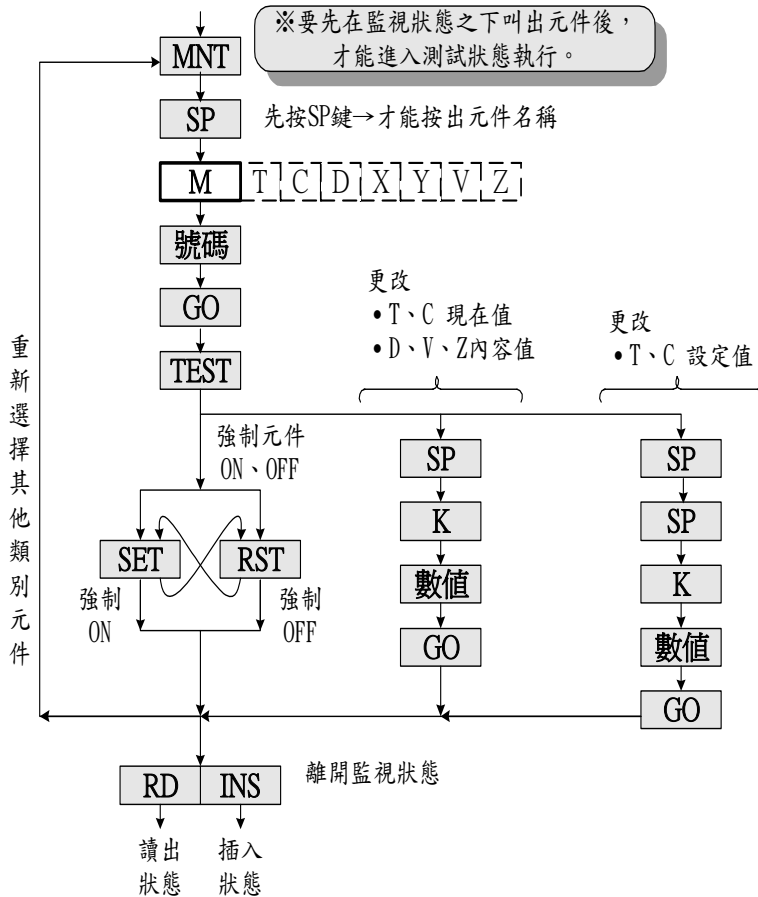 ※要先在監視狀態之下叫出元件後，
才能進入測試狀態執行。
MNT
SP
先按SP鍵→才能按出元件名稱
M T C D X Y V Z
號碼
GO
TEST
重新選擇其他類別元件
更改
•T、C 現在值
•D、V、Z內容值
更改
•T、C 設定值
強制元件
ON、OFF
SET
RST
強制
ON
強制
OFF
SP
K
數值
GO
SP
SP
K
數值
GO
RD INS
離開監視狀態
讀出
狀態
插入
狀態